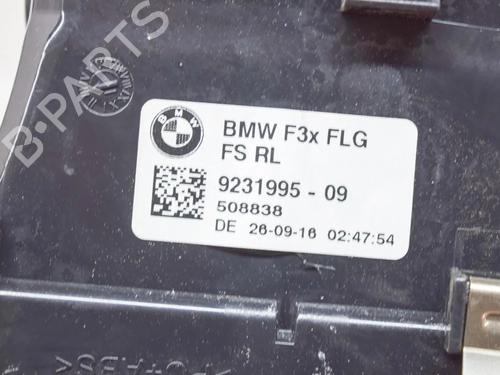 B-PARTS
BMW
BMW F3x FLG
FS RL
9231995 - 09
508838
DE 26-09-16 02:47:54